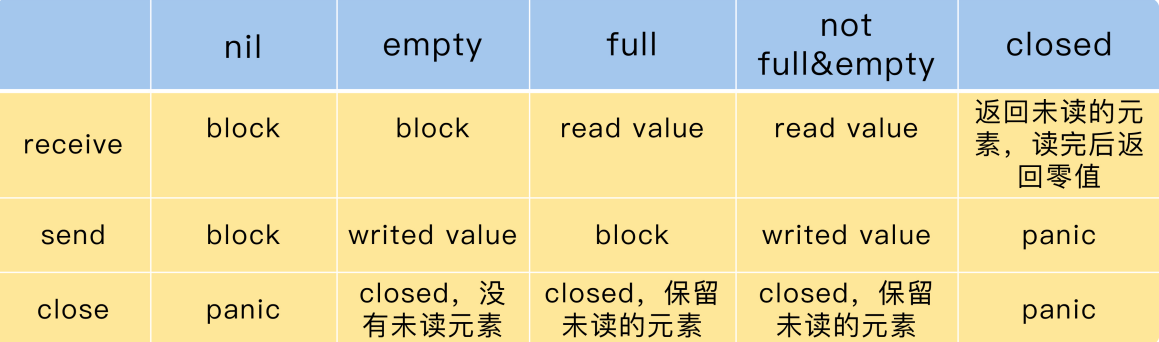 nil
empty
full
not
full&empty
closed
receive
block
block
read value
read value
返回未读的元
素，读完后返
回零值
send
block
writed value
block
writed value
panic
close
panic
closed，没
有未读元素
closed，保留
未读的元素
closed，保留
未读的元素
panic